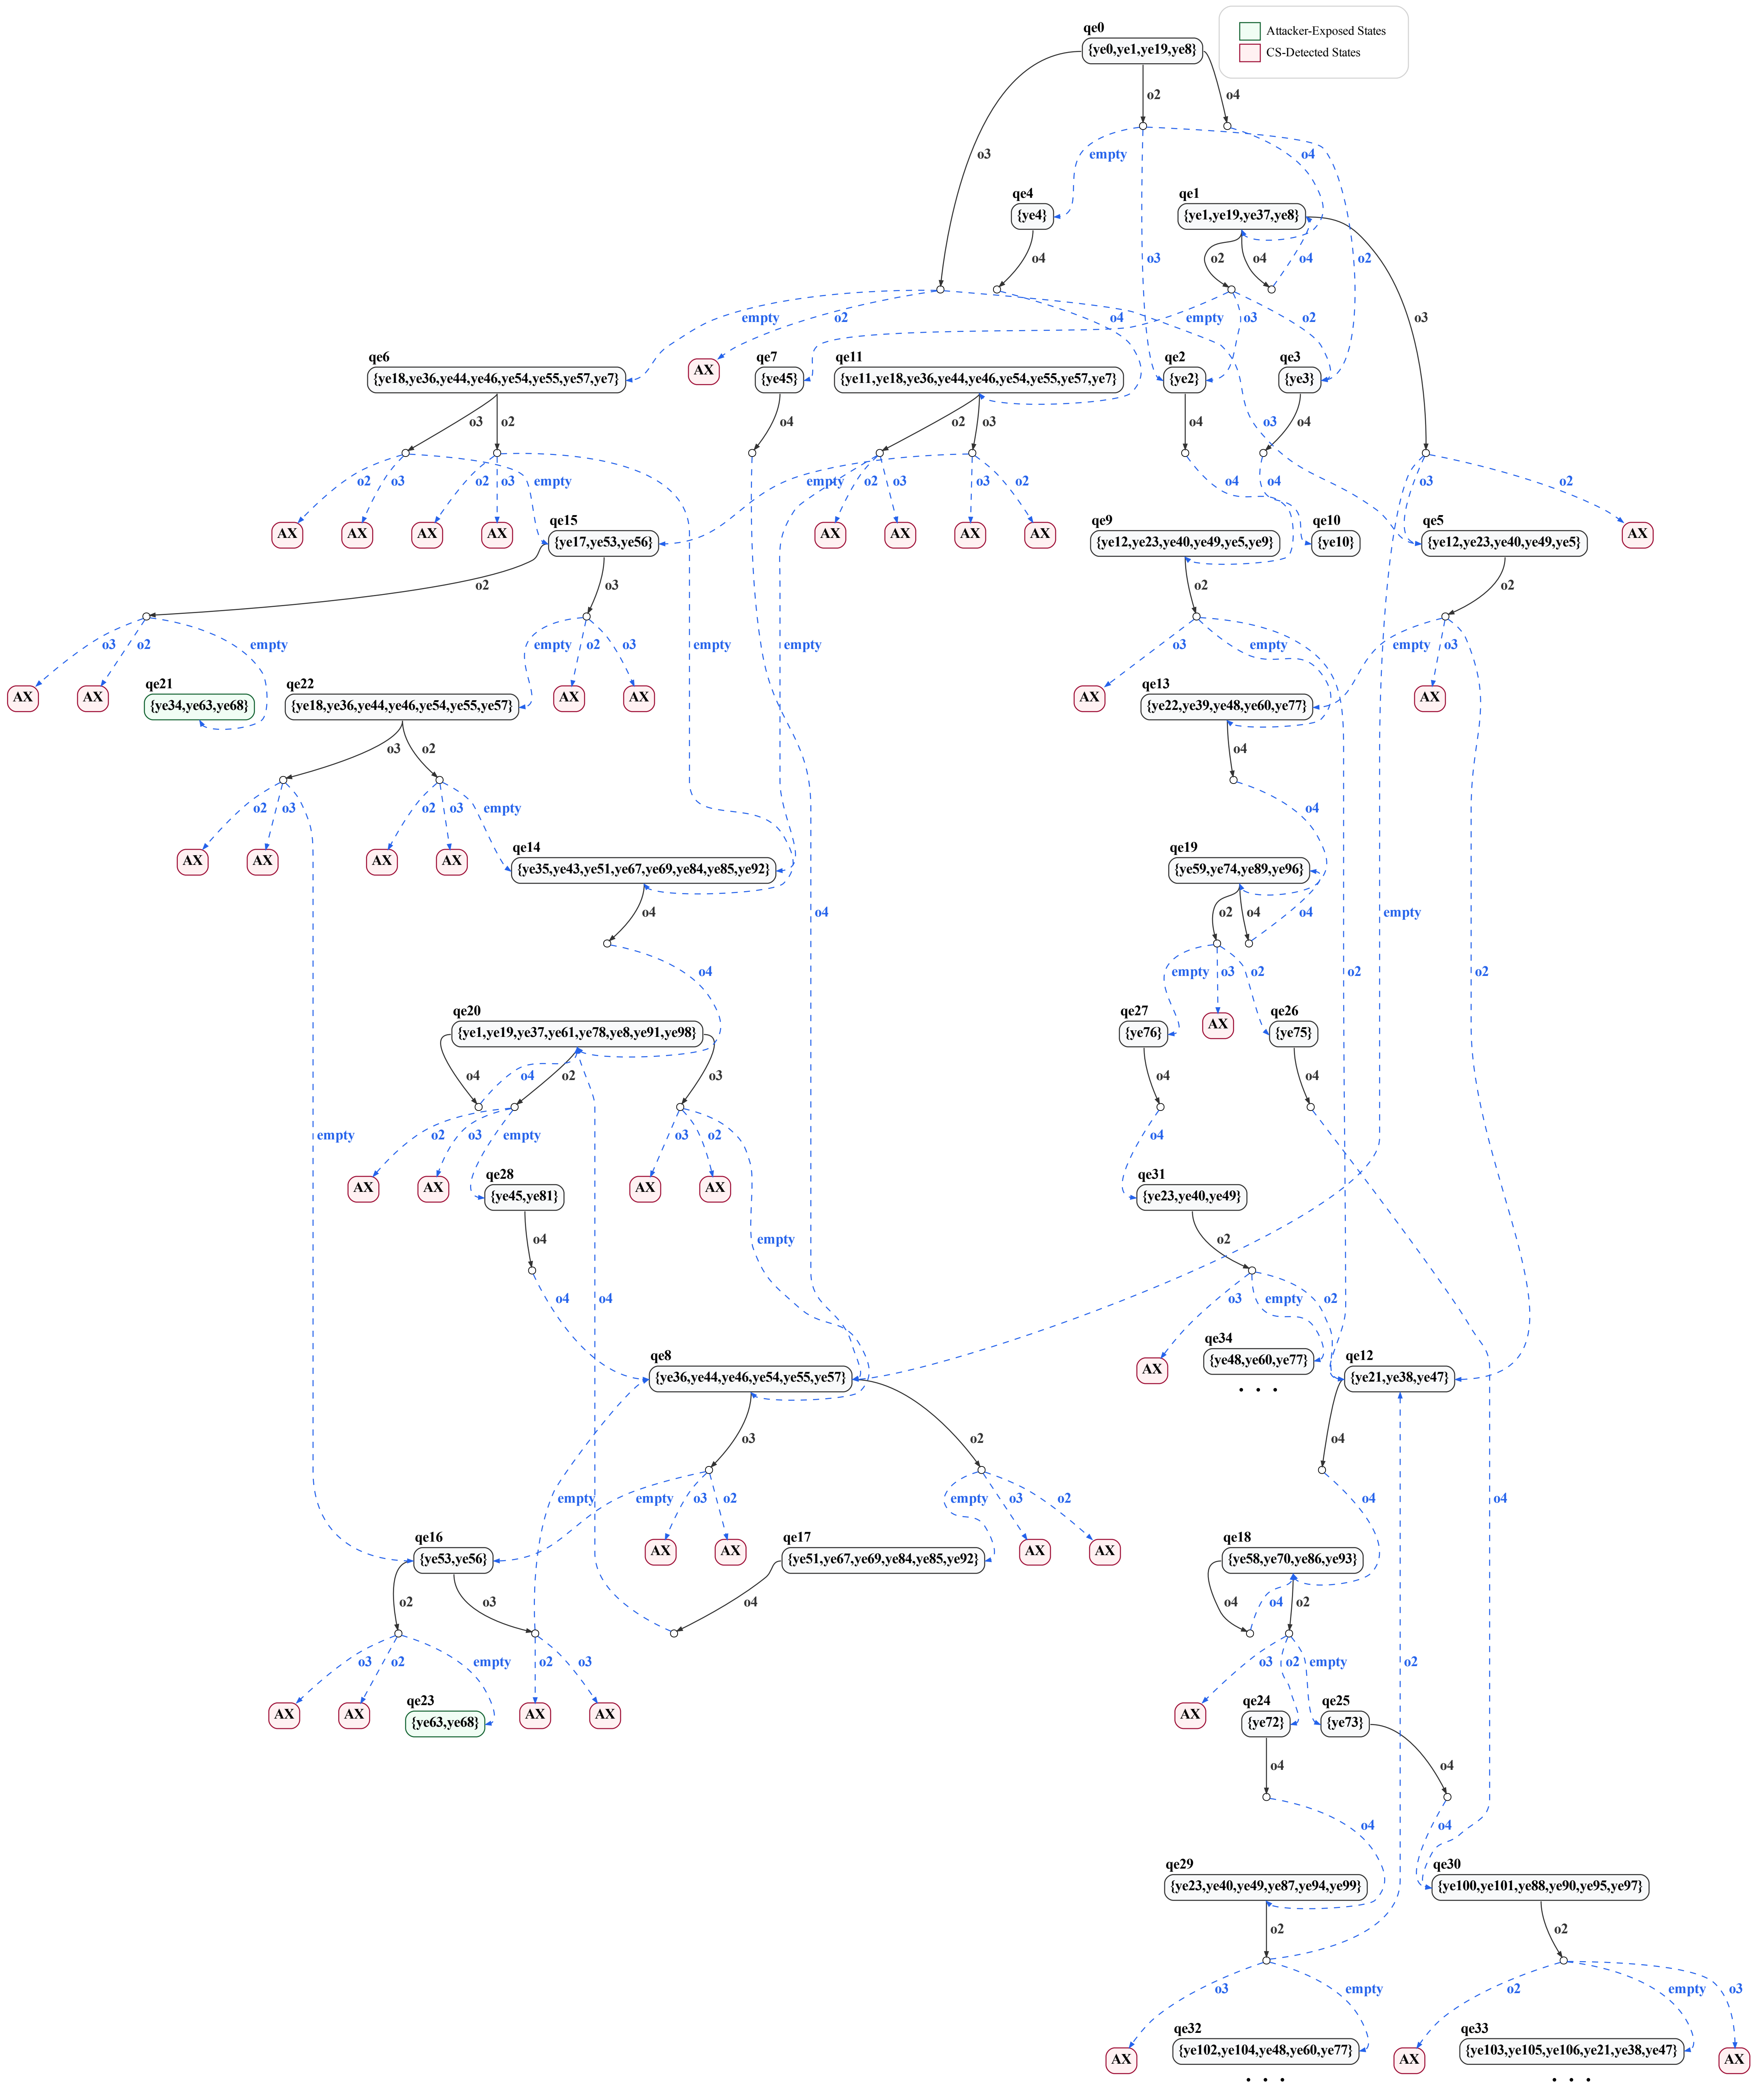 qe0
{ye0,ye1,ye19,ye8}
Attacker-Exposed States
CS-Detected States
o2
o4
o3
empty
o4
qe4
{ye4}
qe1
{ye1,ye19,ye37,ye8}
o4
o3
o2
o4
o4
o2
o3
empty
o2
o4
empty
o3
o2
qe6
{ye18,ye36,ye44,ye46,ye54,ye55,ye57,ye7}
AX
qe7
{ye45}
qe11
{ye11,ye18,ye36,ye44,ye46,ye54,ye55,ye57,ye7}
qe2
{ye2}
qe3
{ye3}
o3
o2
o4
o2
o3
o4
o3
o4
o2
o3
o2
o3
empty
empty
o2
o3
o3
o2
o4
o4
o3
o2
AX
AX
AX
AX
qe15
{ye17,ye53,ye56}
AX
AX
AX
AX
qe9
{ye12,ye23,ye40,ye49,ye5,ye9}
qe10
{ye10}
qe5
{ye12,ye23,ye40,ye49,ye5}
AX
o2
o3
o2
o2
o3
o2
empty
empty
o2
o3
empty
empty
o3
empty
empty
o3
AX
AX
qe21
{ye34,ye63,ye68}
qe22
{ye18,ye36,ye44,ye46,ye54,ye55,ye57}
AX
AX
AX
qe13
{ye22,ye39,ye48,ye60,ye77}
AX
o3
o2
o4
o2
o3
o2
o3
empty
o4
AX
AX
AX
AX
qe14
{ye35,ye43,ye51,ye67,ye69,ye84,ye85,ye92}
qe19
{ye59,ye74,ye89,ye96}
o4
o4
o2
o4
o4
empty
o4
empty
o3
o2
o2
o2
qe20
{ye1,ye19,ye37,ye61,ye78,ye8,ye91,ye98}
qe27
{ye76}
AX
qe26
{ye75}
o4
o4
o2
o3
o4
o4
empty
o2
o3
empty
o3
o2
o4
AX
AX
qe28
{ye45,ye81}
AX
AX
qe31
{ye23,ye40,ye49}
o4
empty
o2
o4
o4
o3
empty
o2
qe8
{ye36,ye44,ye46,ye54,ye55,ye57}
AX
qe34
{ye48,ye60,ye77}
. . .
qe12
{ye21,ye38,ye47}
o3
o2
o4
empty
empty
o3
o2
empty
o3
o2
o4
o4
qe16
{ye53,ye56}
AX
AX
qe17
{ye51,ye67,ye69,ye84,ye85,ye92}
AX
AX
qe18
{ye58,ye70,ye86,ye93}
o2
o3
o4
o4
o4
o2
o3
o2
empty
o2
o3
o3
o2
empty
o2
AX
AX
qe23
{ye63,ye68}
AX
AX
AX
qe24
{ye72}
qe25
{ye73}
o4
o4
o4
o4
qe29
{ye23,ye40,ye49,ye87,ye94,ye99}
qe30
{ye100,ye101,ye88,ye90,ye95,ye97}
o2
o2
o3
empty
o2
empty
o3
AX
qe32
{ye102,ye104,ye48,ye60,ye77}
. . .
AX
qe33
{ye103,ye105,ye106,ye21,ye38,ye47}
. . .
AX